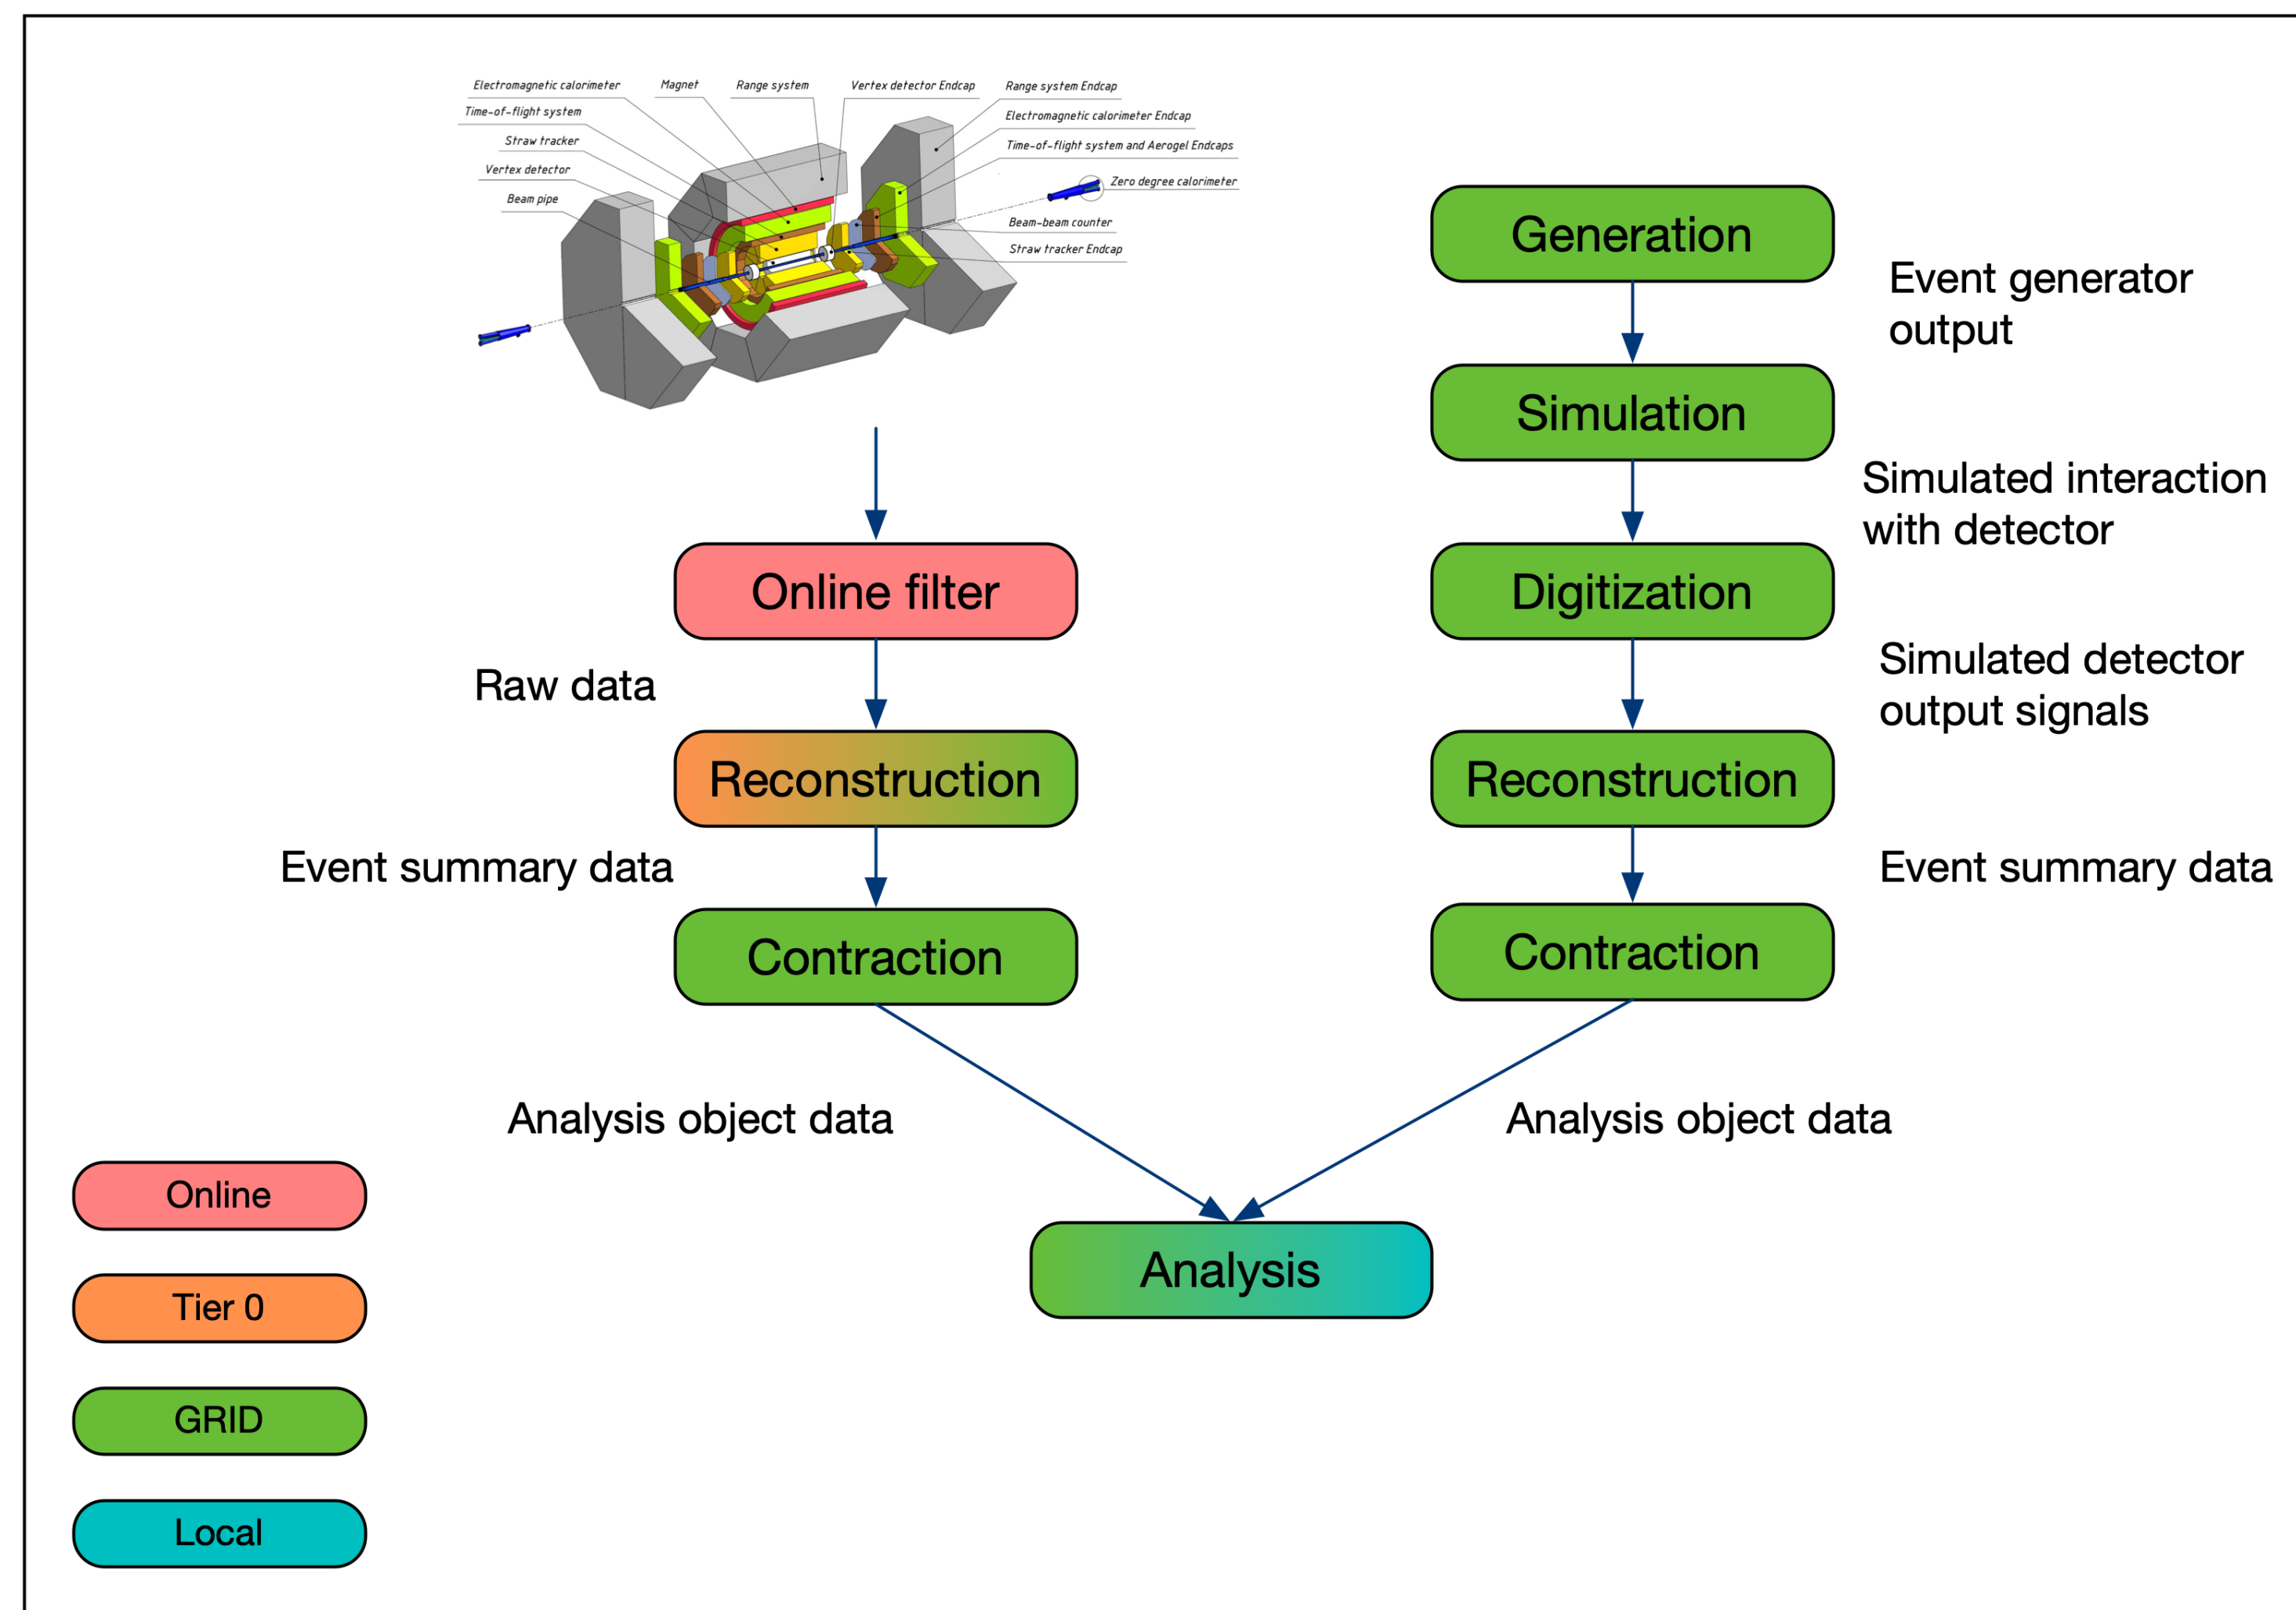 Electromagnetic calorimeter
Magnet
Range system
Vertex detector Endcap
Range system Endcap
Time-of-flight system
Electromagnetic calorimeter Endcap
Straw tracker
Time-of-flight system and Aerogel Endcaps
Vertex detector
Zero degree calorimeter
Beam pipe
Beam-beam counter
Straw tracker Endcap
Generation
Event generator
output
Simulation
Simulated interaction
with detector
Online filter
Digitization
Raw data
Simulated detector
output signals
Reconstruction
Reconstruction
Event summary data
Event summary data
Contraction
Contraction
Analysis object data
Analysis object data
Analysis
Online
Tier 0
GRID
Local